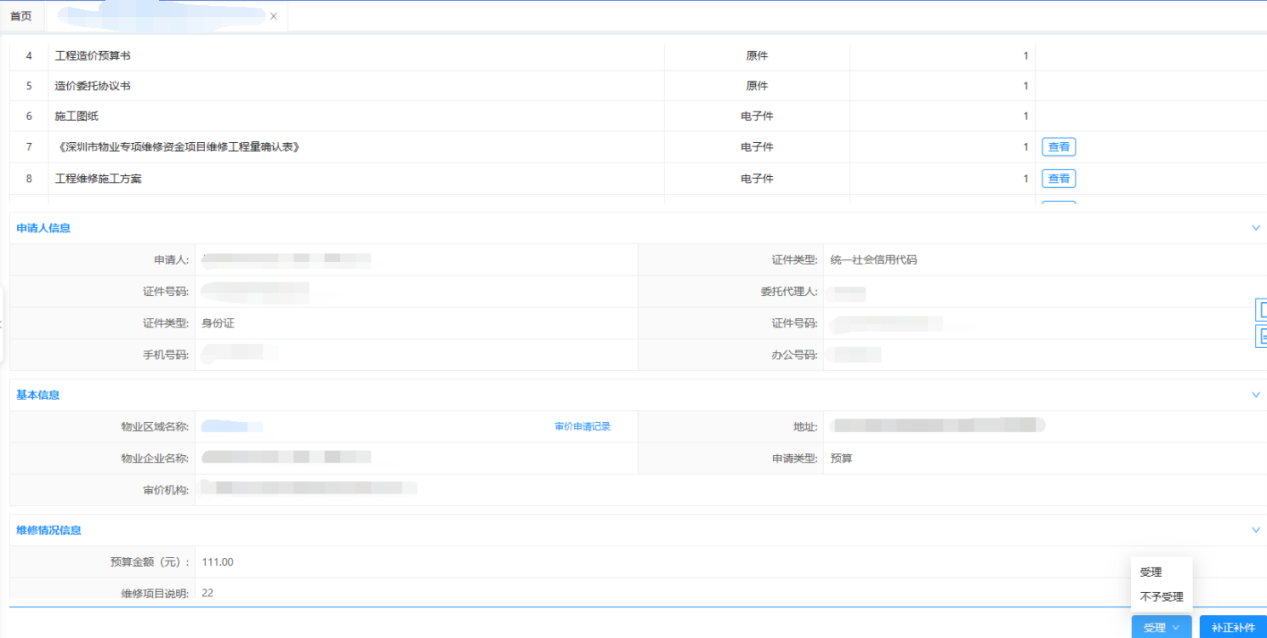 首页 ×
4 工程造价预算书 原件 1
5 造价委托协议书 原件 1
6 施工图纸 电子件 1
7 《深圳市物业专项维修资金项目维修工程量确认表》 电子件 1 查看
8 工程维修施工方案 电子件 1 查看
申请人信息
申请人: 证件类型: 统一社会信用代码
证件号码: 委托代理人:
证件类型: 身份证 证件号码:
手机号码: 办公号码:
基本信息
物业区域名称: 审价申请记录 地址:
物业企业名称: 申请类型: 预算
审价机构:
维修情况信息
预算金额（元）: 111.00
维修项目说明: 22
受理
不予受理
受理 补正补件